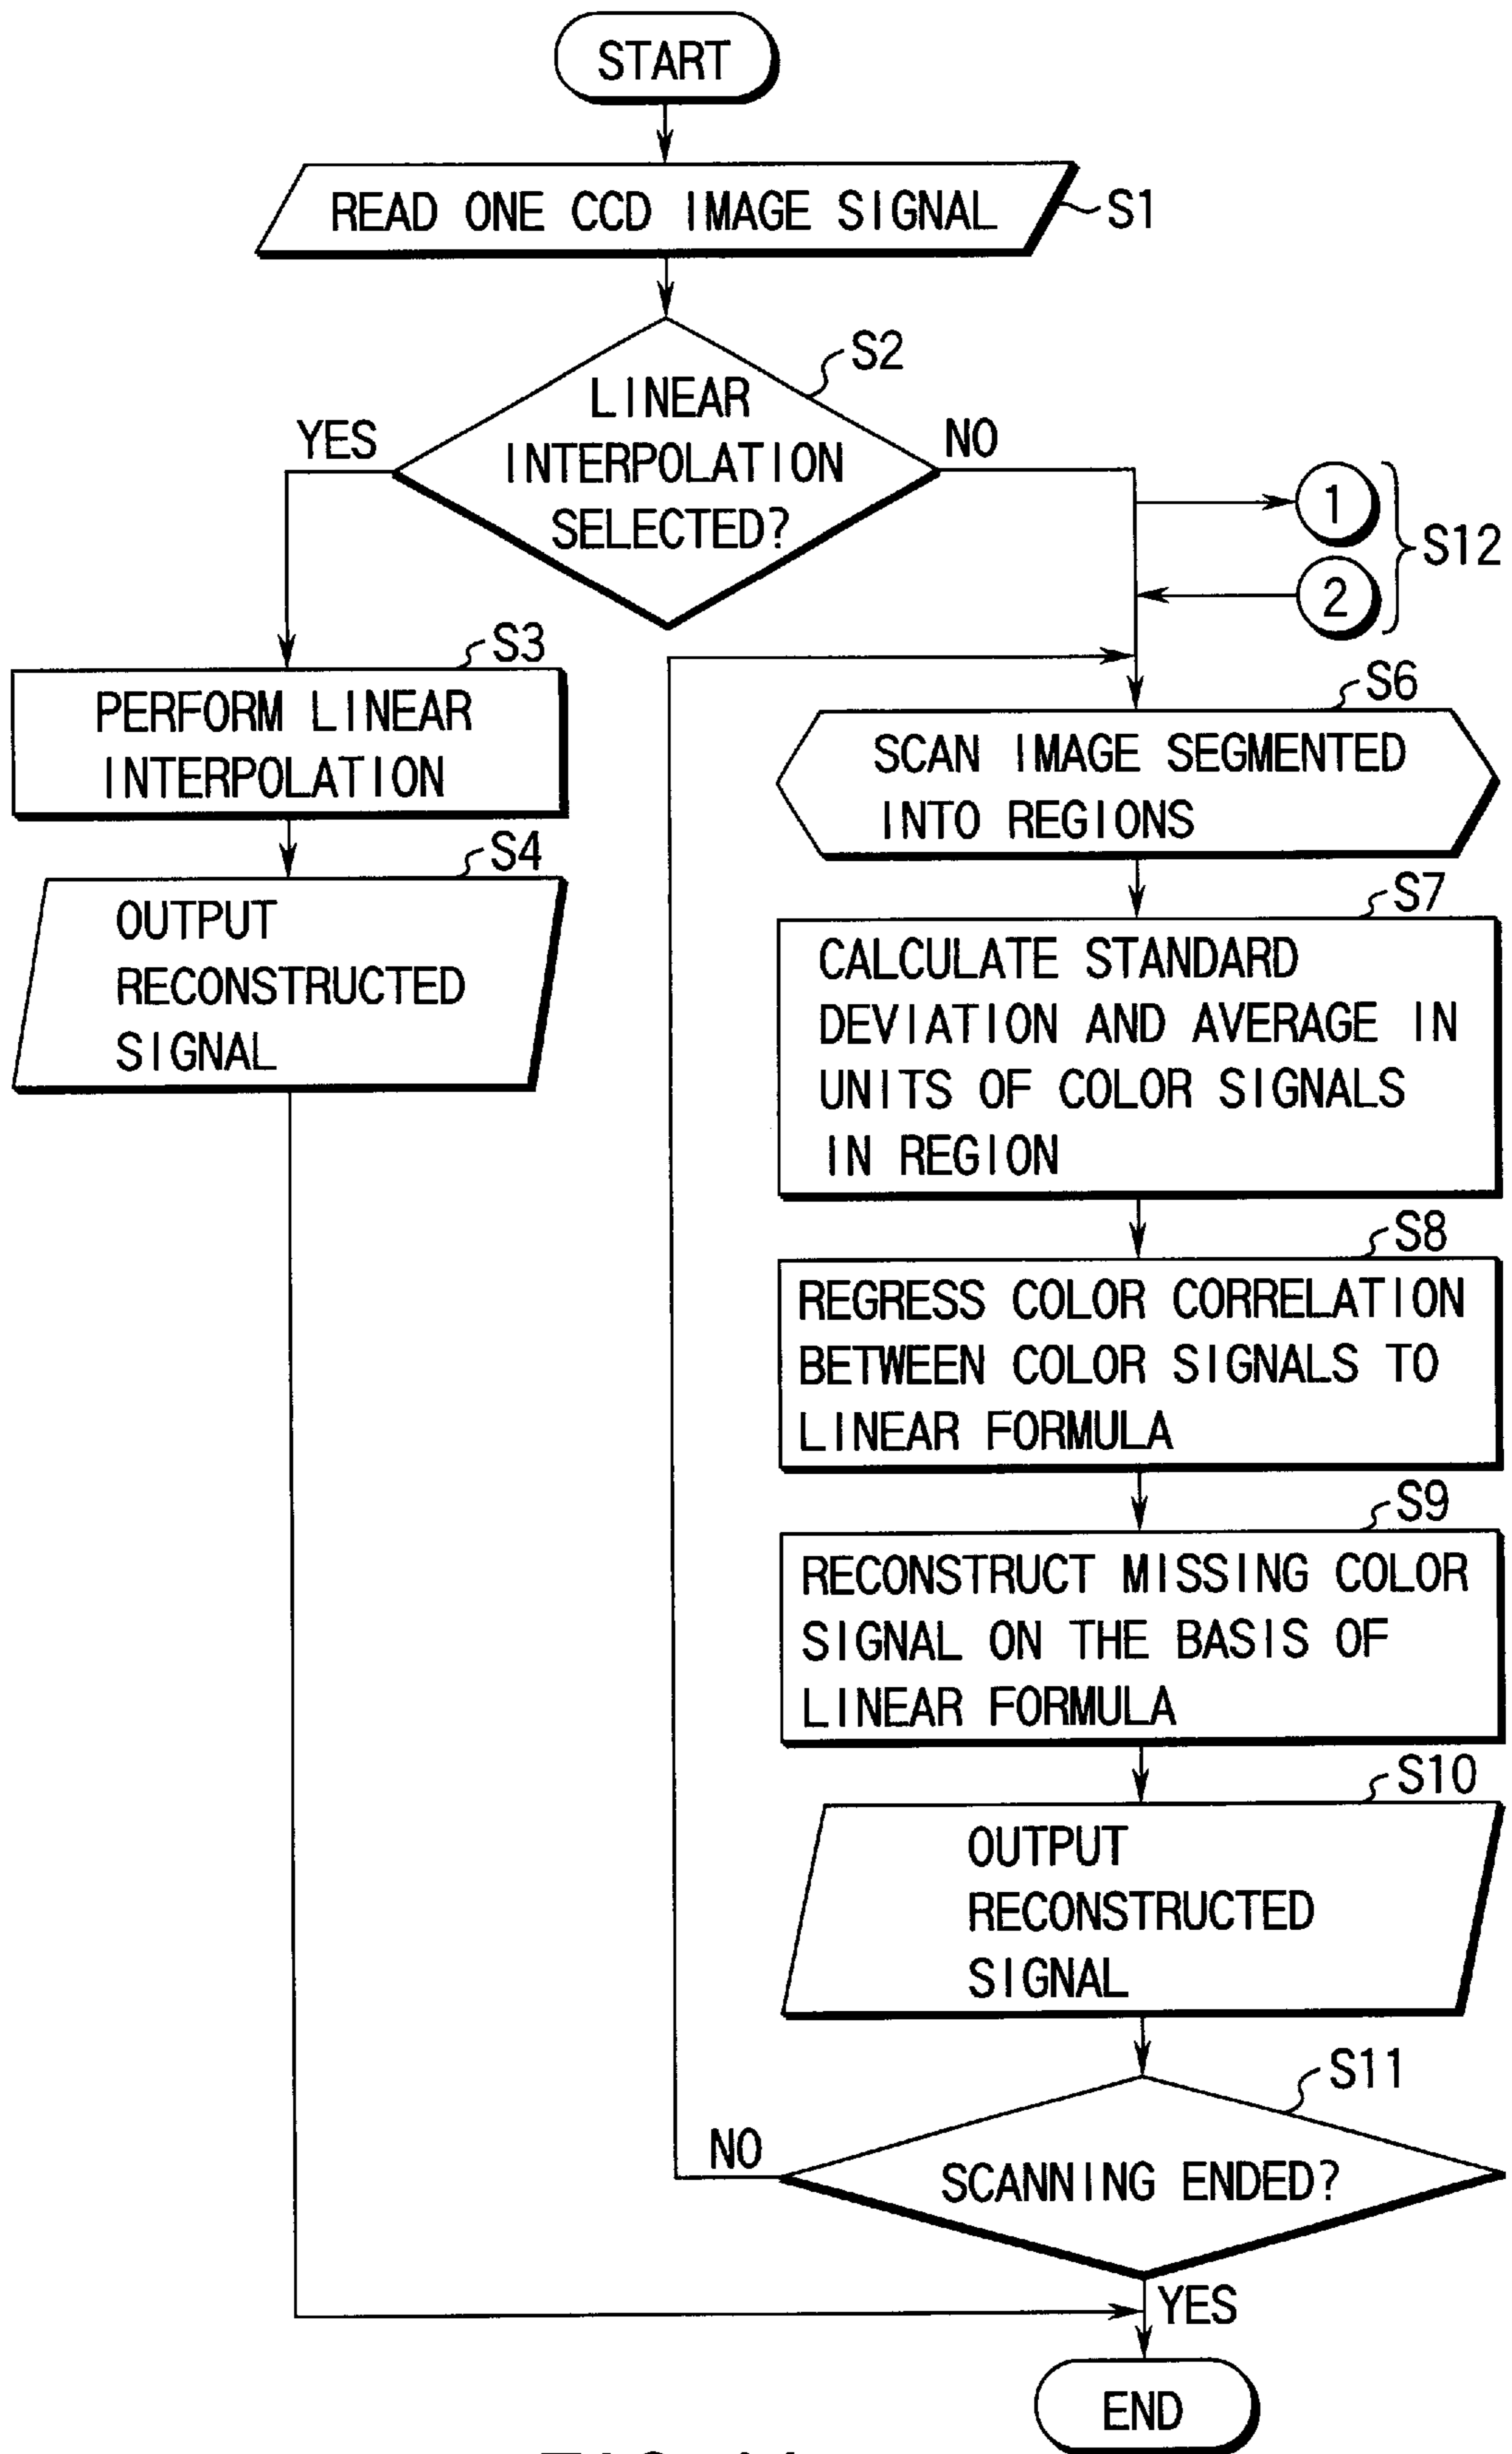 START
READ ONE CCD IMAGE SIGNAL
S1
S2
LINEAR
INTERPOLATION
SELECTED?
YES
NO
1
2
S12
S3
PERFORM LINEAR
INTERPOLATION
S4
OUTPUT
RECONSTRUCTED
SIGNAL
S6
SCAN IMAGE SEGMENTED
INTO REGIONS
S7
CALCULATE STANDARD
DEVIATION AND AVERAGE IN
UNITS OF COLOR SIGNALS
IN REGION
S8
REGRESS COLOR CORRELATION
BETWEEN COLOR SIGNALS TO
LINEAR FORMULA
S9
RECONSTRUCT MISSING COLOR
SIGNAL ON THE BASIS OF
LINEAR FORMULA
S10
OUTPUT
RECONSTRUCTED
SIGNAL
S11
SCANNING ENDED?
NO
YES
END